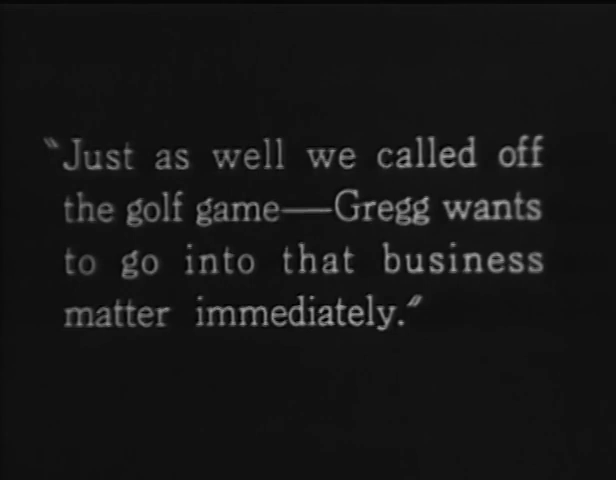 "Just as well we called off
the golf game—Gregg wants
to go into that business
matter immediately."